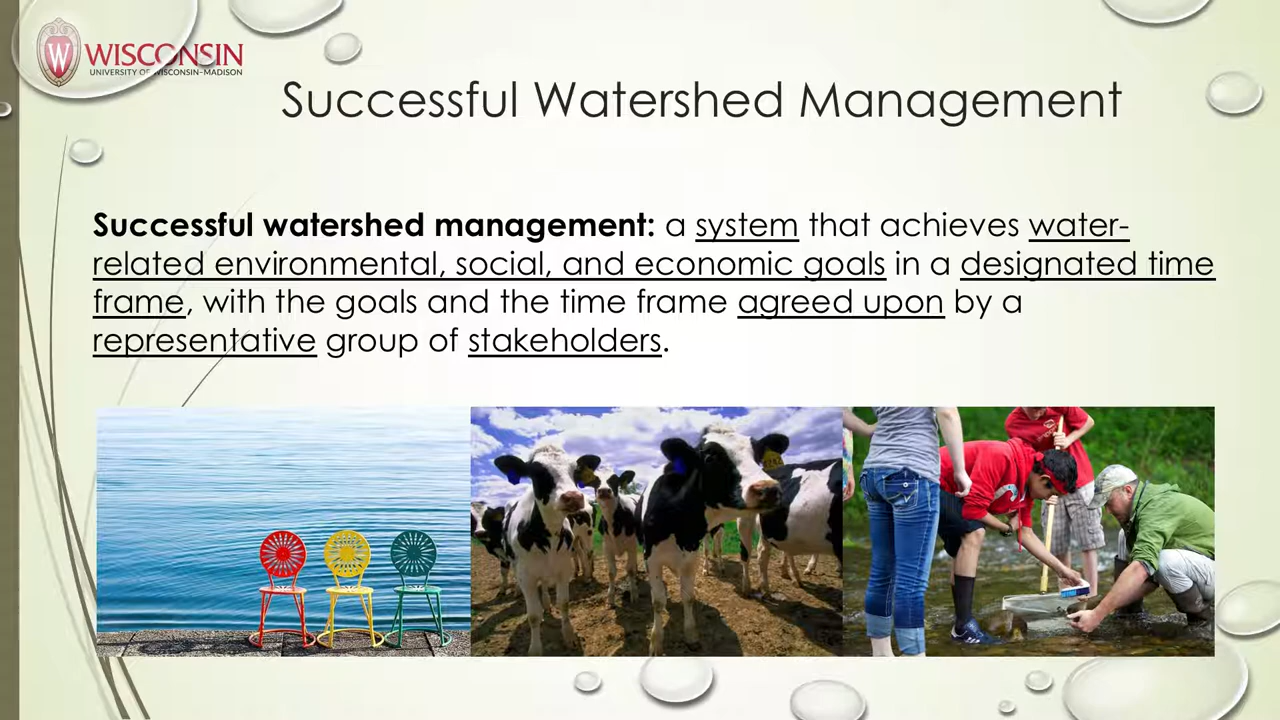 WISCONSIN
UNIVERSITY OF WISCONSIN-MADISON
Successful Watershed Management
Successful watershed management: a system that achieves water-
related environmental, social, and economic goals in a designated time
frame, with the goals and the time frame agreed upon by a
representative group of stakeholders.